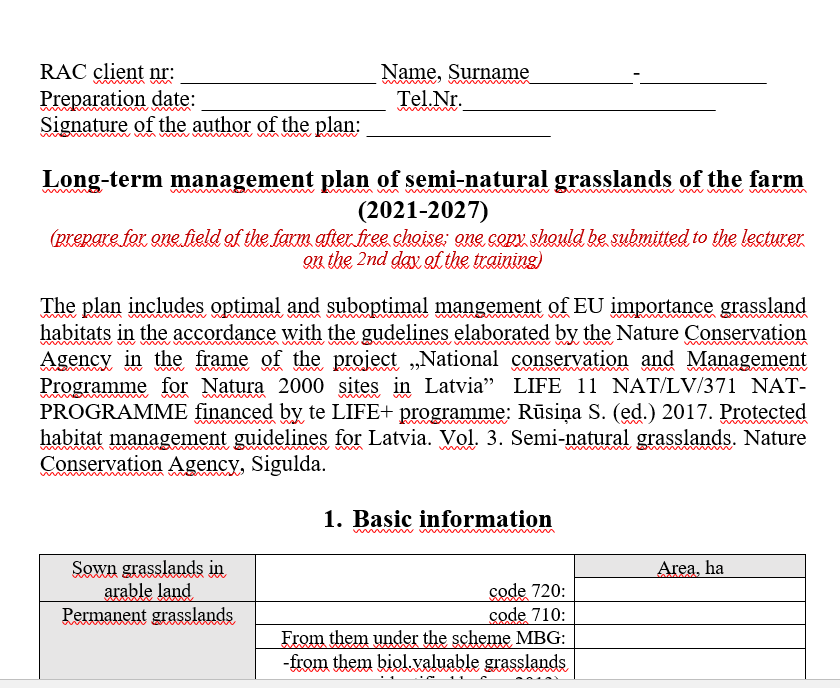 RAC client nr: __________________ Name, Surname__________-____________
Preparation date: _________________ Tel.Nr.________________________
Signature of the author of the plan: _________________
Long-term management plan of semi-natural grasslands of the farm
(2021-2027)
(prepare for one field of the farm after free choise; one copy should be submitted to the lecturer
on the 2nd day of the training)
The plan includes optimal and suboptimal mangement of EU importance grassland
habitats in the accordance with the gudelines elaborated by the Nature Conservation
Agency in the frame of the project „National conservation and Management
Programme for Natura 2000 sites in Latvia” LIFE 11 NAT/LV/371 NAT-
PROGRAMME financed by te LIFE+ programme: Rūsiņa S. (ed.) 2017. Protected
habitat management guidelines for Latvia. Vol. 3. Semi-natural grasslands. Nature
Conservation Agency, Sigulda.
1. Basic information
Area, ha
Sown grasslands in
arable land
code 720:
Permanent grasslands
code 710:
From them under the scheme MBG:
-from them biol.valuable grasslands